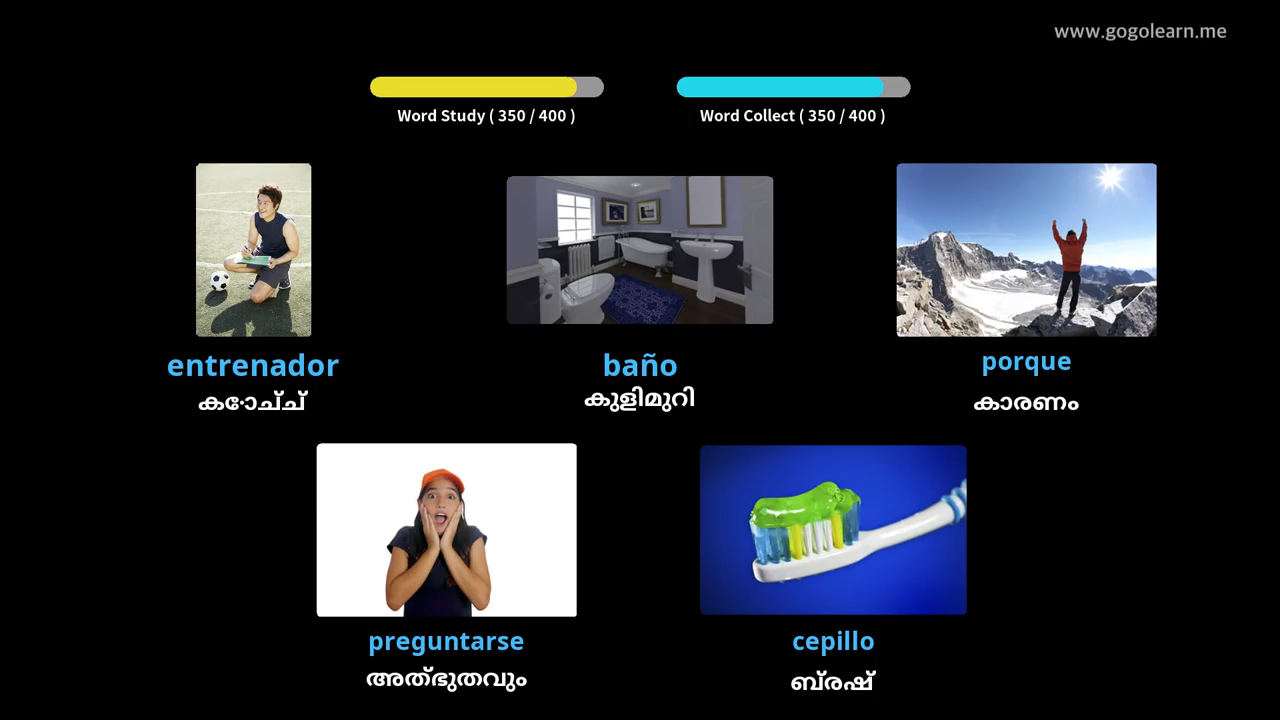 www.gogolearn.me
Word Study ( 350 / 400 )
Word Collect ( 350 / 400 )
entrenador
കോച്ച്
baño
കുളിമുറി
porque
കാരണം
preguntarse
അത്ഭുതവും
cepillo
ബ്രഷ്